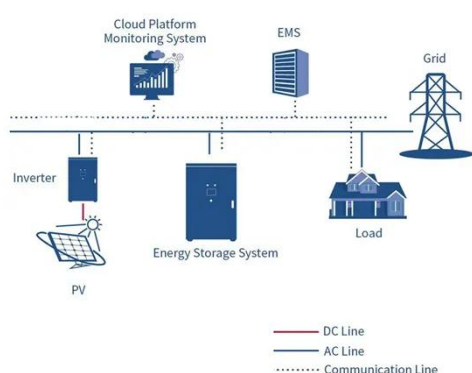 Cloud Platform
Monitoring System
EMS
Grid
Inverter
Energy Storage System
Load
PV
DC Line
AC Line
Communication Line